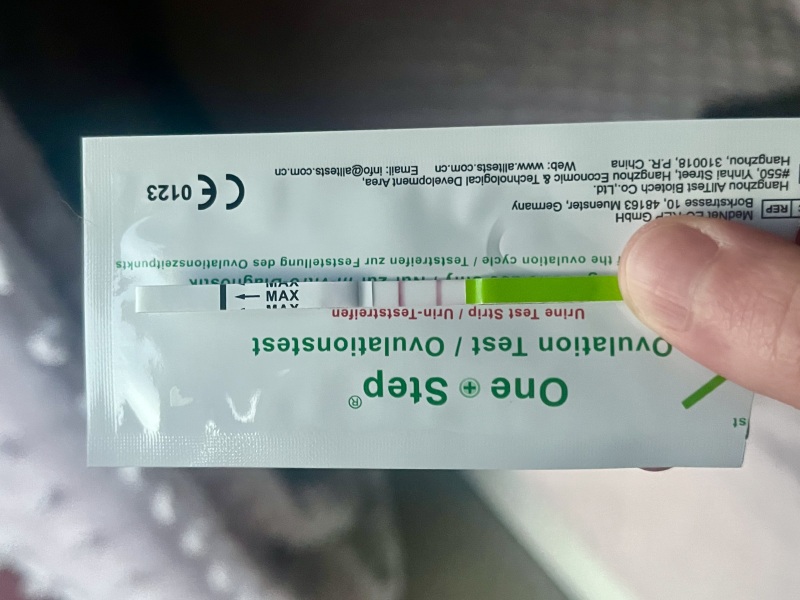 st
One + Step®
Ovulation Test / Ovulationstest
Urine Test Strip / Urin-Teststreifen
MAX
the ovulation cycle / Teststreifen zur Feststellung des Ovulationszeitpunkts
REP
MedNet EC-REP GmbH
Borkstrasse 10, 48163 Muenster, Germany
Hangzhou AllTest Biotech Co.,Ltd.
#550, Yinhai Street, Hangzhou Economic & Technological Development Area,
Hangzhou, 310018, P.R. China Web: www.alltests.com.cn Email: info@alltests.com.cn
CE 0123